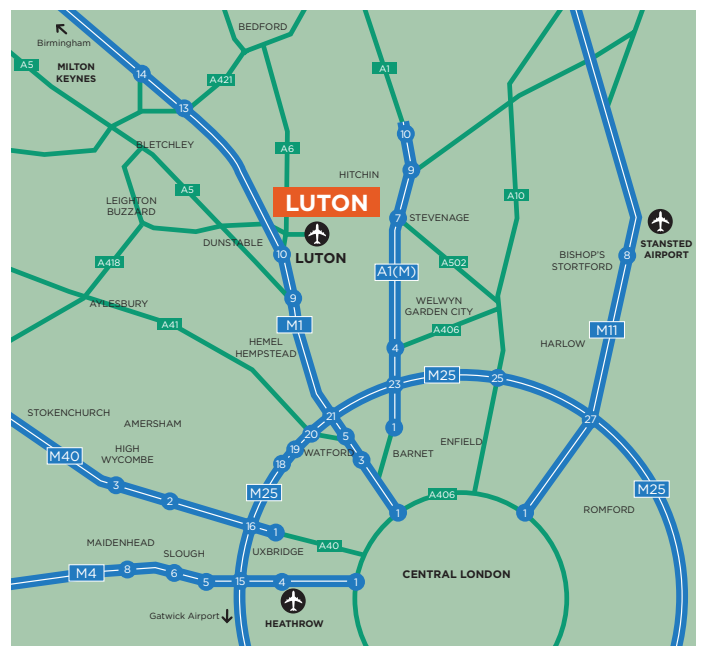 BEDFORD
Birmingham
A5
MILTON
KEYNES
14
A421
A1
13
10
BLETCHLEY
A6
9
HITCHIN
A5
A10
LUTON
LEIGHTON
BUZZARD
7
STEVENAGE
DUNSTABLE
STANSTED
AIRPORT
10
LUTON
8
BISHOP'S
STORTFORD
A418
A502
A1(M)
9
AYLESBURY
WELWYN
GARDEN CITY
A41
M1
A406
M11
HEMEL
HEMPSTEAD
4
HARLOW
M25
25
23
STOKENCHURCH
AMERSHAM
21
27
20
5
1
ENFIELD
HIGH
WYCOMBE
19
WATFORD
BARNET
M40
18
3
3
M25
A406
M25
2
1
1
ROMFORD
16
1
MAIDENHEAD
SLOUGH
UXBRIDGE
A40
M4
8
6
5
15
4
1
CENTRAL LONDON
Gatwick Airport
HEATHROW